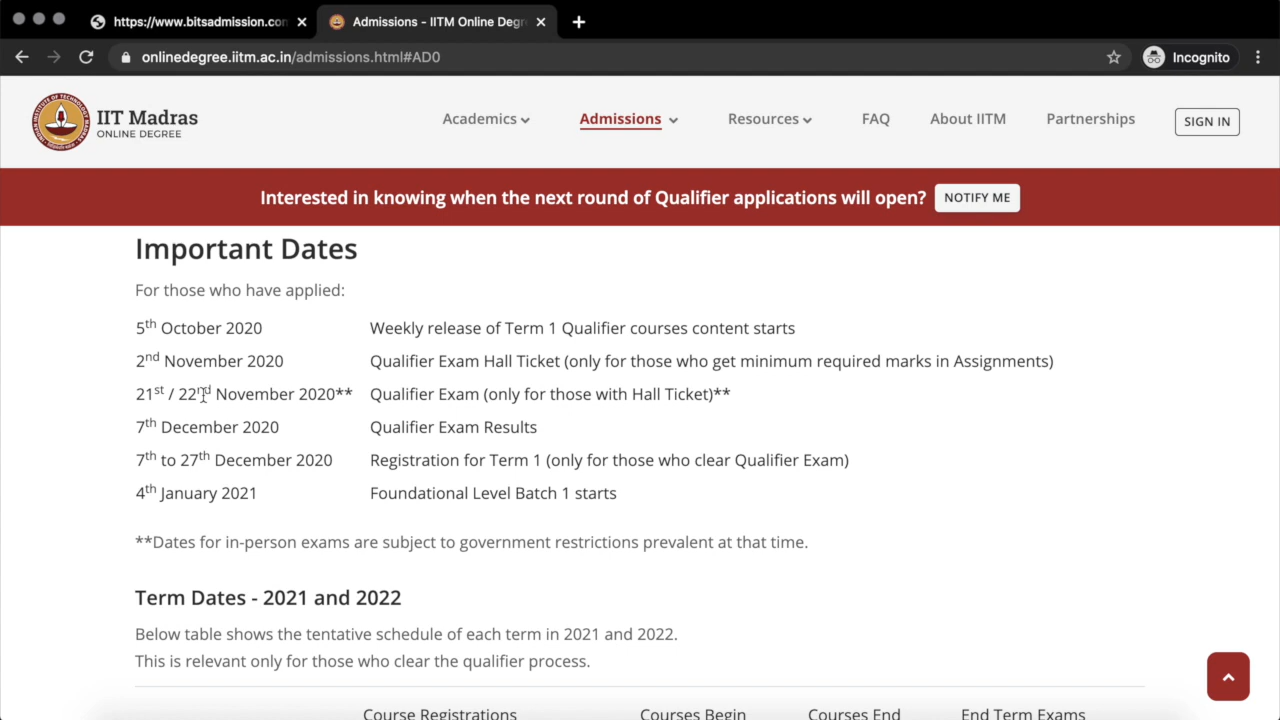 https://www.bitsadmission.con
Admissions - IITM Online Degr
onlinedegree.iitm.ac.in/admissions.html#AD0
Incognito
IIT Madras
ONLINE DEGREE
Academics
Admissions
Resources
FAQ
About IITM
Partnerships
SIGN IN
Interested in knowing when the next round of Qualifier applications will open?
NOTIFY ME
Important Dates
For those who have applied:
5th October 2020 Weekly release of Term 1 Qualifier courses content starts
2nd November 2020 Qualifier Exam Hall Ticket (only for those who get minimum required marks in Assignments)
21st / 22nd November 2020** Qualifier Exam (only for those with Hall Ticket)**
7th December 2020 Qualifier Exam Results
7th to 27th December 2020 Registration for Term 1 (only for those who clear Qualifier Exam)
4th January 2021 Foundational Level Batch 1 starts
**Dates for in-person exams are subject to government restrictions prevalent at that time.
Term Dates - 2021 and 2022
Below table shows the tentative schedule of each term in 2021 and 2022.
This is relevant only for those who clear the qualifier process.
Course Registrations Courses Begin Courses End End Term Exams